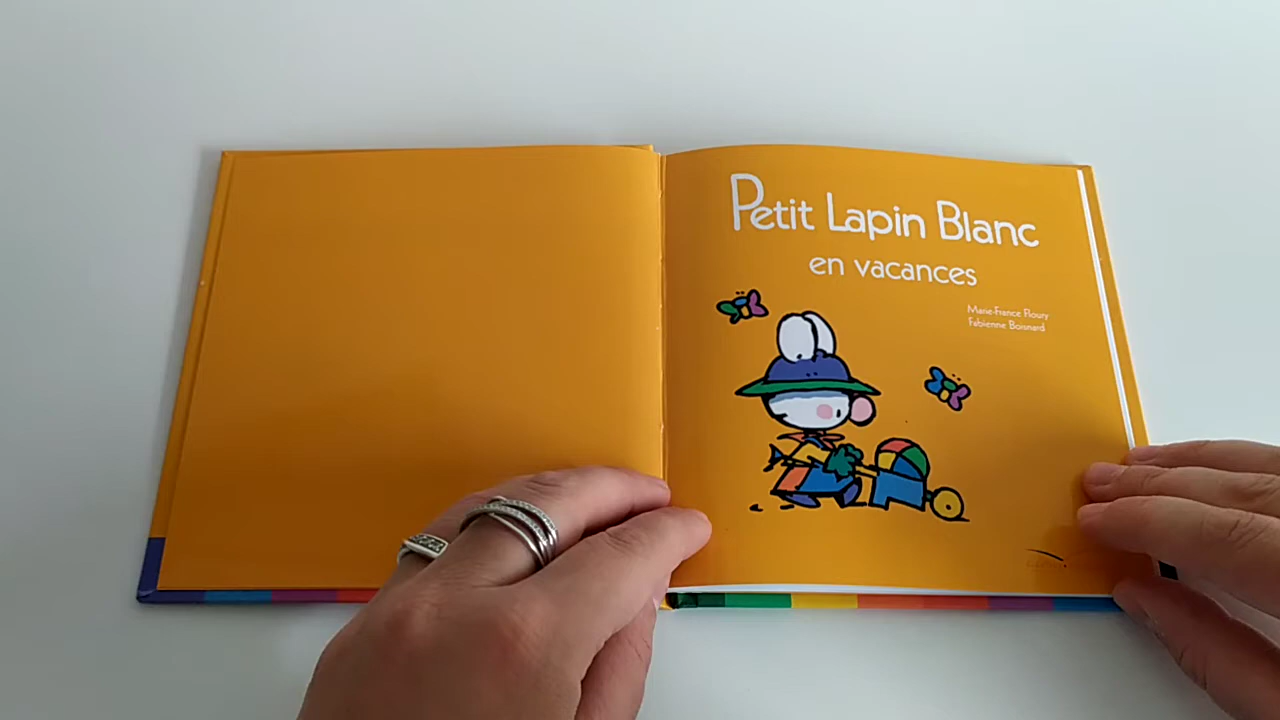 Petit Lapin Blanc
en vacances
Marie-France Floury
Fabienne Boisnard